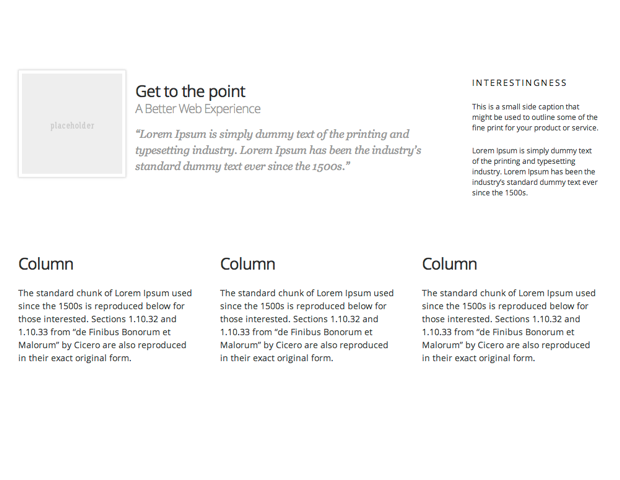 placeholder
Get to the point
A Better Web Experience
“Lorem Ipsum is simply dummy text of the printing and
typesetting industry. Lorem Ipsum has been the industry’s
standard dummy text ever since the 1500s.”
INTERESTINGNESS
This is a small side caption that
might be used to outline some of the
fine print for your product or service.
Lorem Ipsum is simply dummy text
of the printing and typesetting
industry. Lorem Ipsum has been the
industry’s standard dummy text ever
since the 1500s.
Column
The standard chunk of Lorem Ipsum used
since the 1500s is reproduced below for
those interested. Sections 1.10.32 and
1.10.33 from “de Finibus Bonorum et
Malorum” by Cicero are also reproduced
in their exact original form.
Column
The standard chunk of Lorem Ipsum used
since the 1500s is reproduced below for
those interested. Sections 1.10.32 and
1.10.33 from “de Finibus Bonorum et
Malorum” by Cicero are also reproduced
in their exact original form.
Column
The standard chunk of Lorem Ipsum used
since the 1500s is reproduced below for
those interested. Sections 1.10.32 and
1.10.33 from “de Finibus Bonorum et
Malorum” by Cicero are also reproduced
in their exact original form.